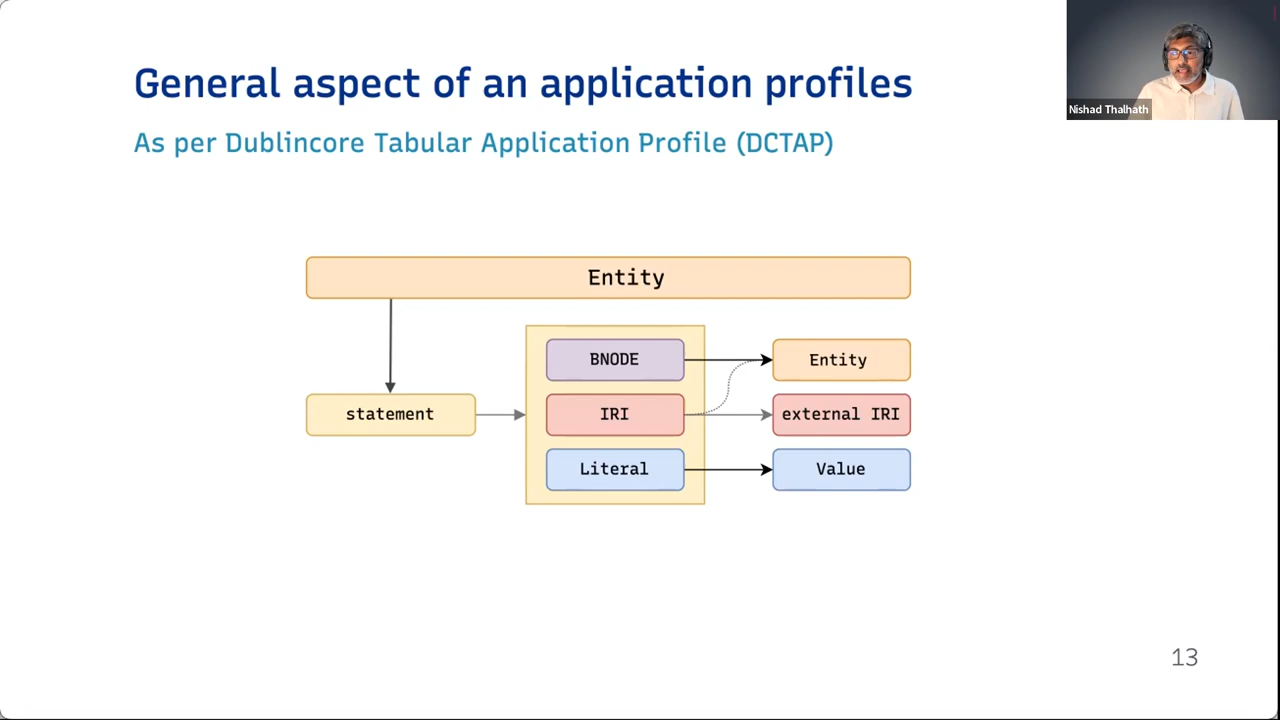 General aspect of an application profiles
As per Dublincore Tabular Application Profile (DCTAP)
Nishad Thalhath
Entity
BNODE
Entity
statement
IRI
external IRI
Literal
Value
13